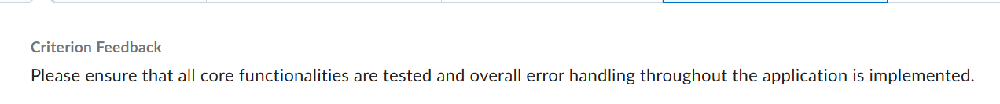 Criterion Feedback
Please ensure that all core functionalities are tested and overall error handling throughout the application is implemented.